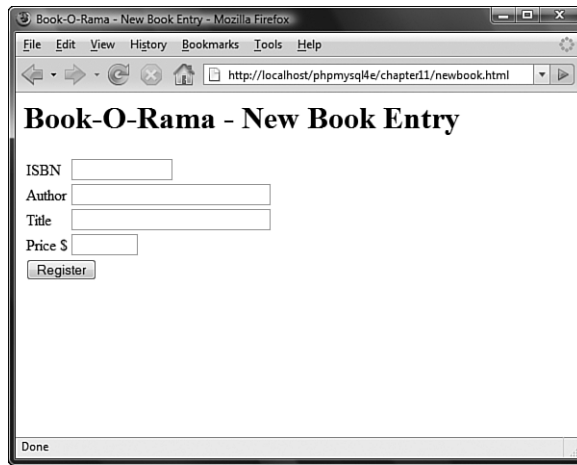 Book-O-Rama - New Book Entry - Mozilla Firefox
File Edit View History Bookmarks Tools Help
http://localhost/phpmysql4e/chapter11/newbook.html
Book-O-Rama - New Book Entry
ISBN
Author
Title
Price $
Register
Done